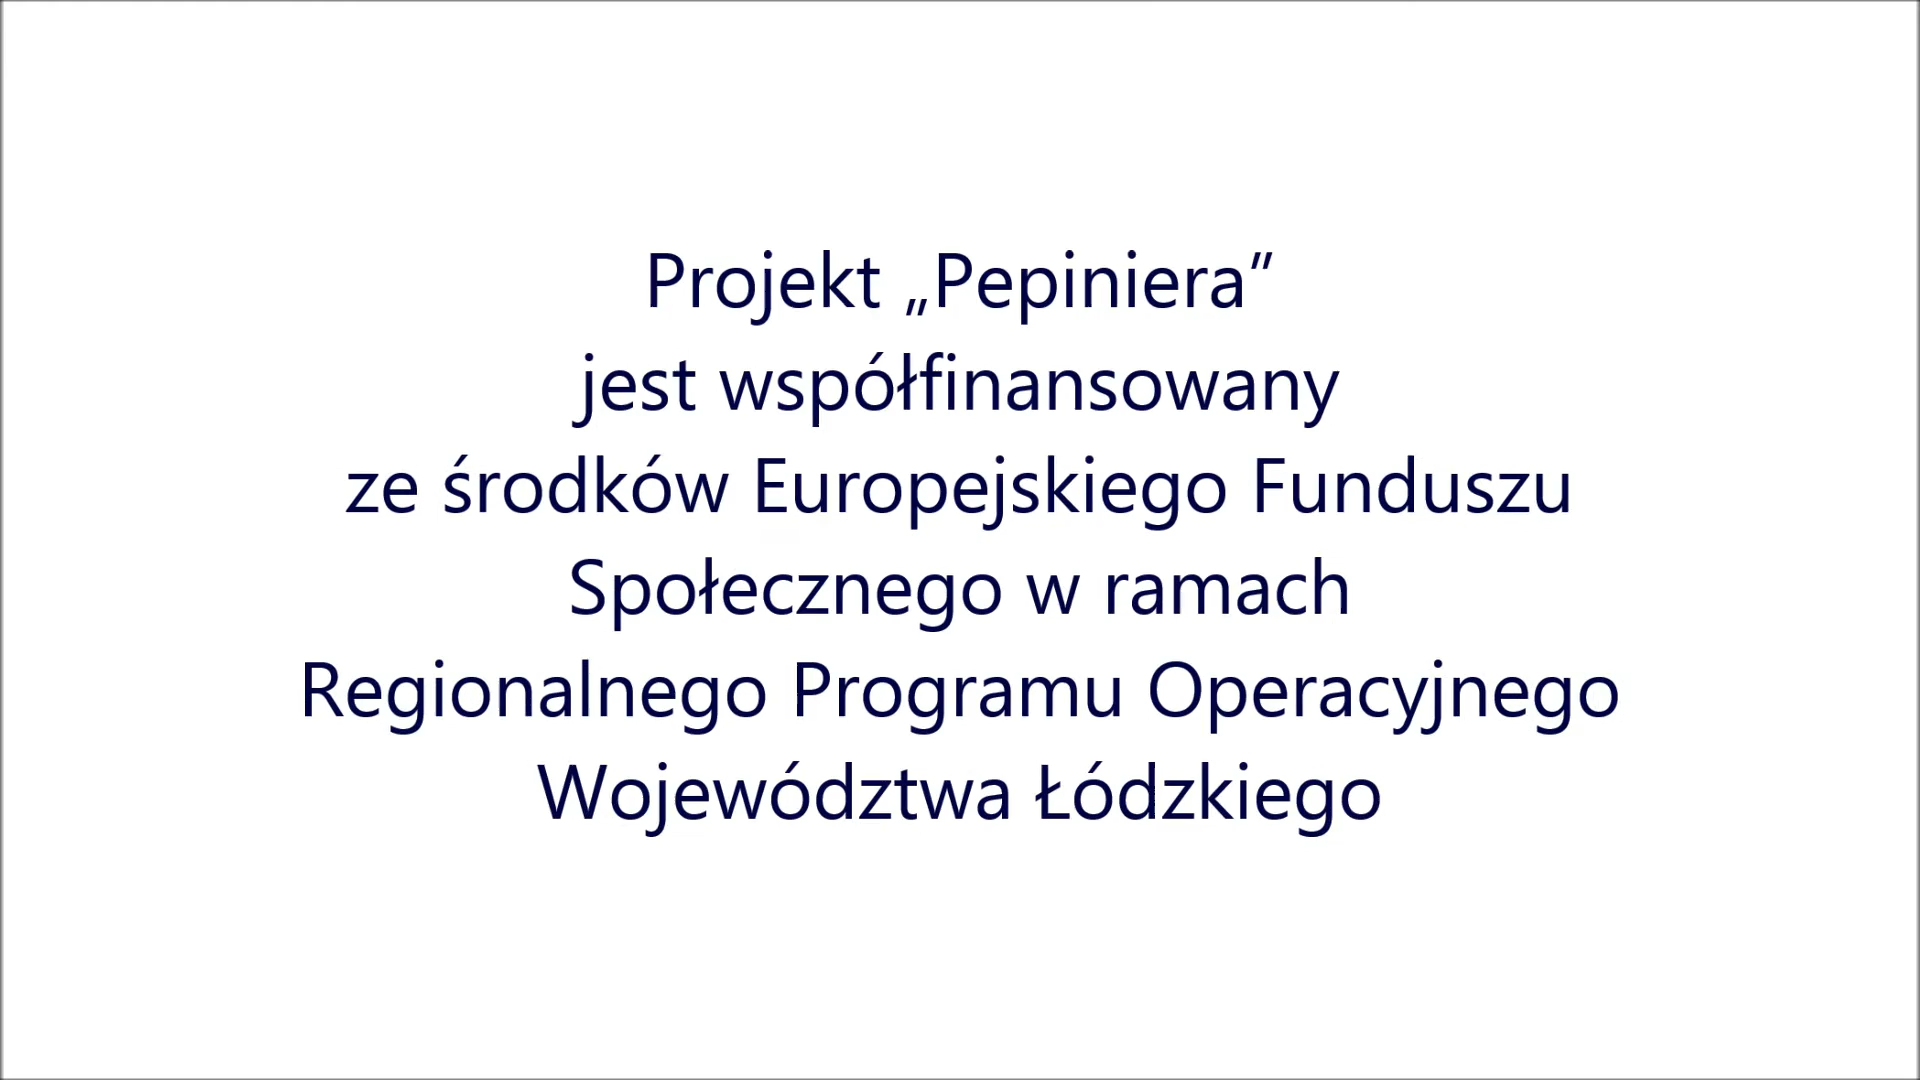 Projekt „Pepiniera”
jest współfinansowany
ze środków Europejskiego Funduszu
Społecznego w ramach
Regionalnego Programu Operacyjnego
Województwa Łódzkiego